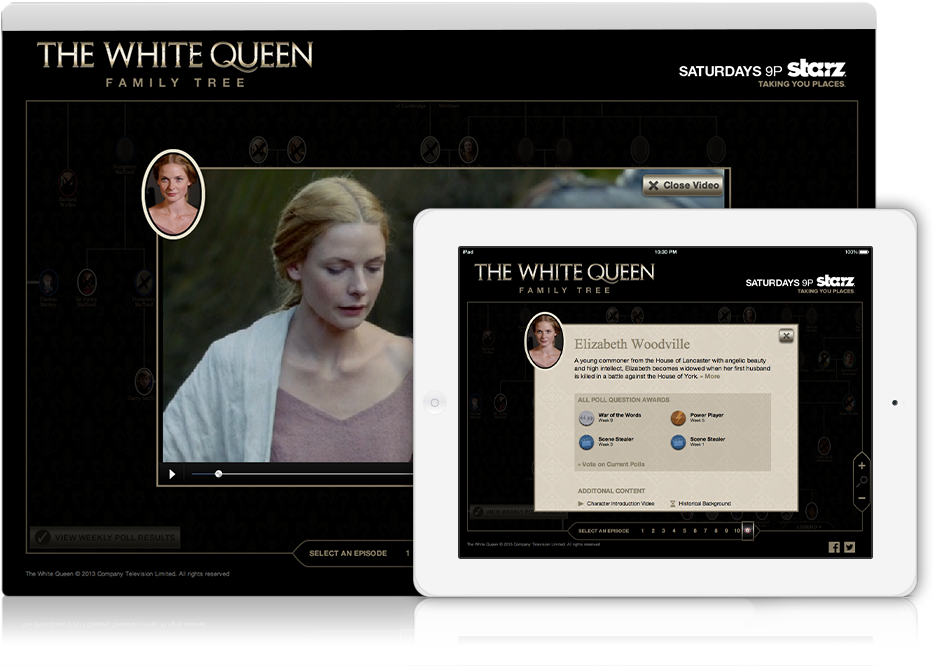 THE WHITE QUEEN
FAMILY TREE
SATURDAYS 9P starz
TAKING YOU PLACES.
Close Video
VIEW WEEKLY POLL RESULTS
SELECT AN EPISODE 1
The White Queen © 2013 Company Television Limited. All rights reserved
iPad
10:30 PM
100%
THE WHITE QUEEN
FAMILY TREE
SATURDAYS 9P starz
TAKING YOU PLACES.
Elizabeth Woodville
A young commoner from the House of Lancaster with angelic beauty
and high intellect, Elizabeth becomes widowed when her first husband
is killed in a battle against the House of York. » More
ALL POLL QUESTION AWARDS
War of the Words
Week 9
Power Player
Week 5
Scene Stealer
Week 3
Scene Stealer
Week 1
» Vote on Current Polls
ADDITONAL CONTENT
Character Introduction Video
Historical Background
SELECT AN EPISODE 1 2 3 4 5 6 7 8 9 10
The White Queen © 2013 Company Television Limited. All rights reserved